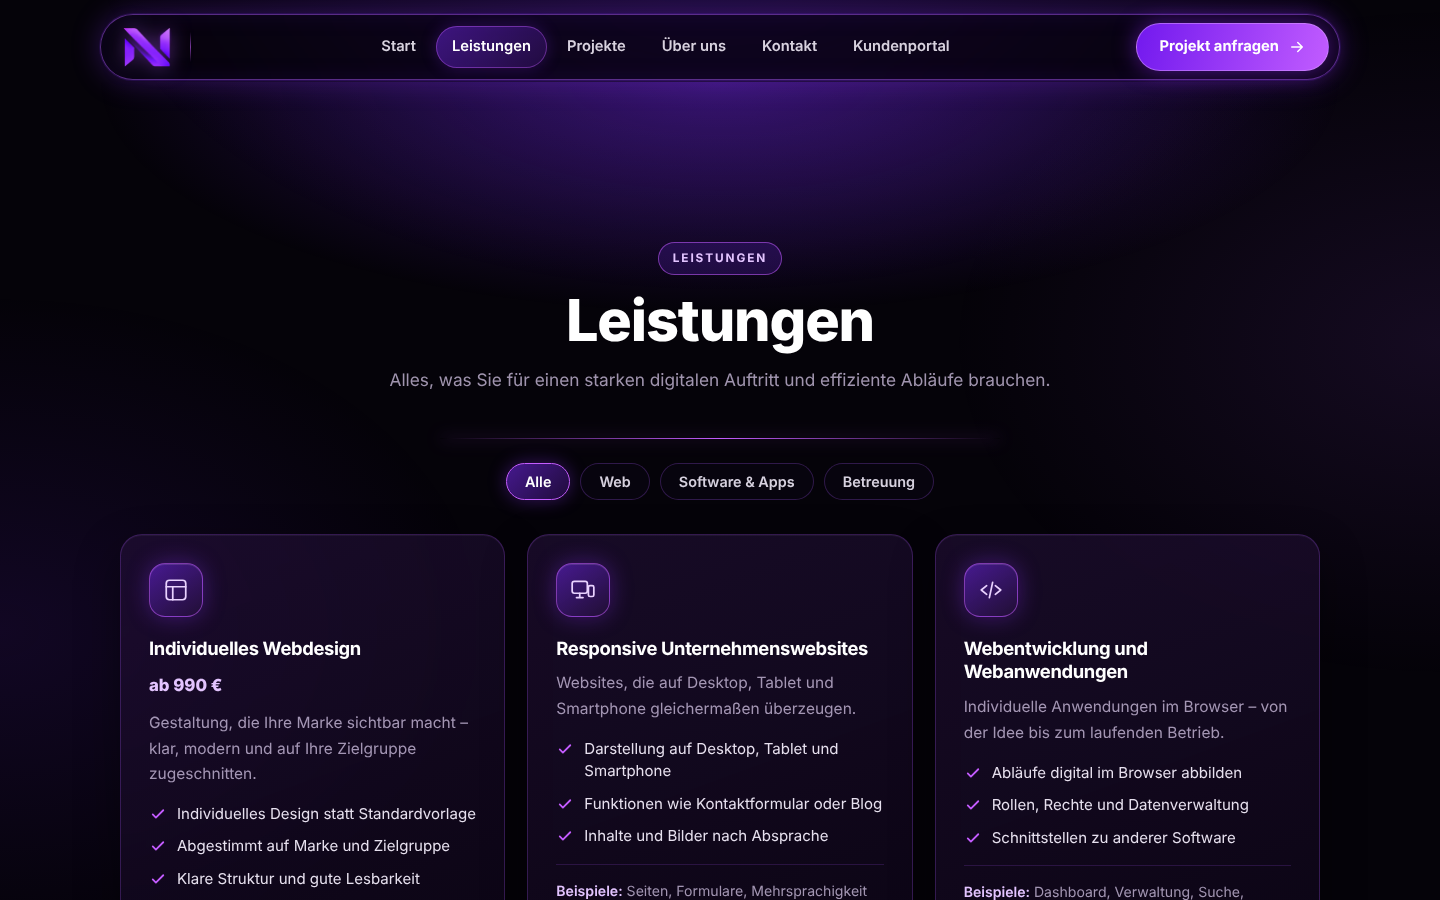 Start
Leistungen
Projekte
Über uns
Kontakt
Kundenportal
Projekt anfragen
LEISTUNGEN
Leistungen
Alles, was Sie für einen starken digitalen Auftritt und effiziente Abläufe brauchen.
Alle
Web
Software & Apps
Betreuung
Individuelles Webdesign
ab 990 €
Gestaltung, die Ihre Marke sichtbar macht –
klar, modern und auf Ihre Zielgruppe
zugeschnitten.
Individuelles Design statt Standardvorlage
Abgestimmt auf Marke und Zielgruppe
Klare Struktur und gute Lesbarkeit
Responsive Unternehmenswebsites
Websites, die auf Desktop, Tablet und
Smartphone gleichermaßen überzeugen.
Darstellung auf Desktop, Tablet und
Smartphone
Funktionen wie Kontaktformular oder Blog
Inhalte und Bilder nach Absprache
Beispiele: Seiten, Formulare, Mehrsprachigkeit
Webentwicklung und
Webanwendungen
Individuelle Anwendungen im Browser – von
der Idee bis zum laufenden Betrieb.
Abläufe digital im Browser abbilden
Rollen, Rechte und Datenverwaltung
Schnittstellen zu anderer Software
Beispiele: Dashboard, Verwaltung, Suche,